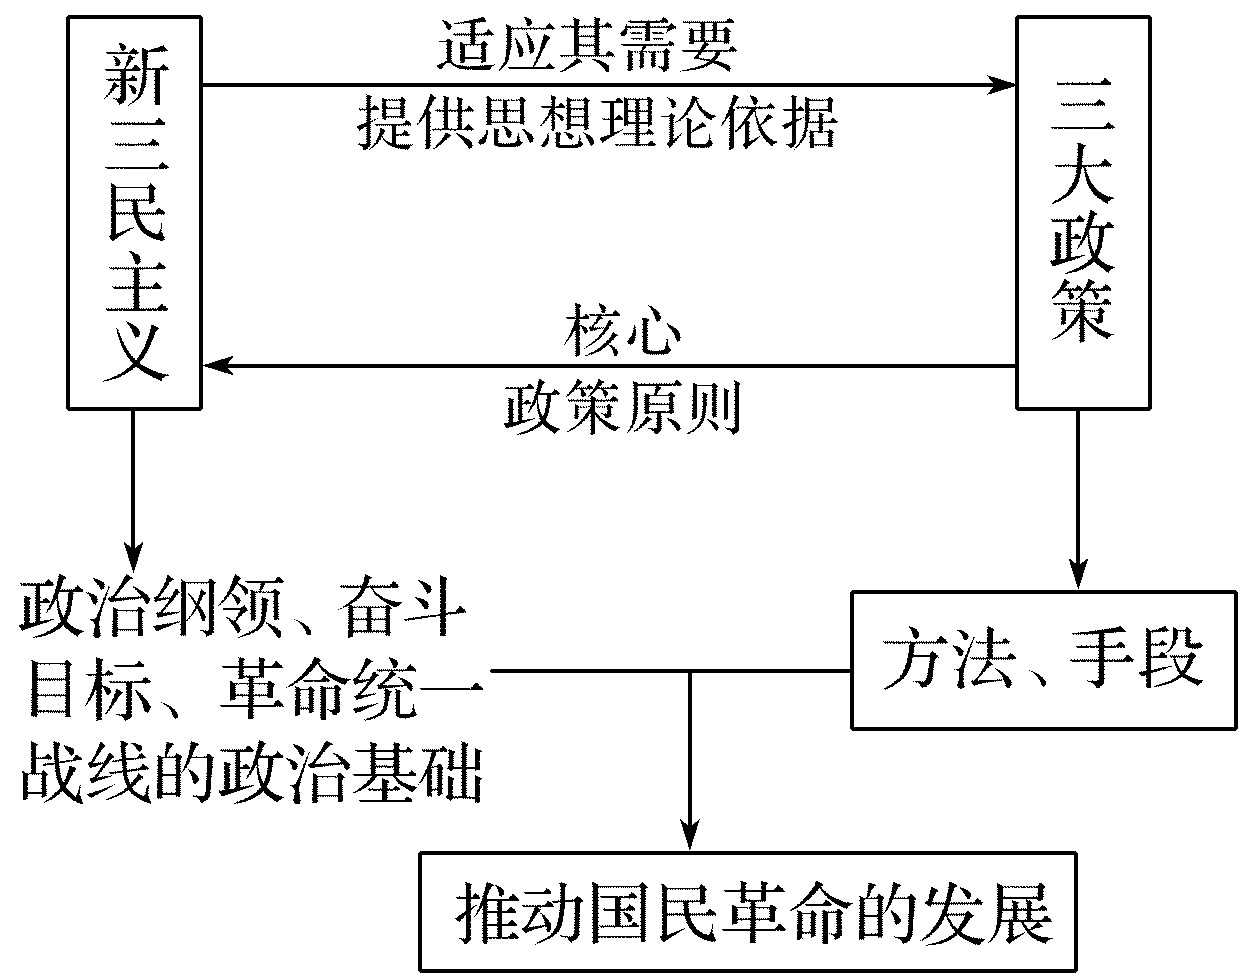 新三民主义
适应其需要
提供思想理论依据
三大政策
核心
政策原则
政治纲领、奋斗
目标、革命统一
战线的政治基础
方法、手段
推动国民革命的发展